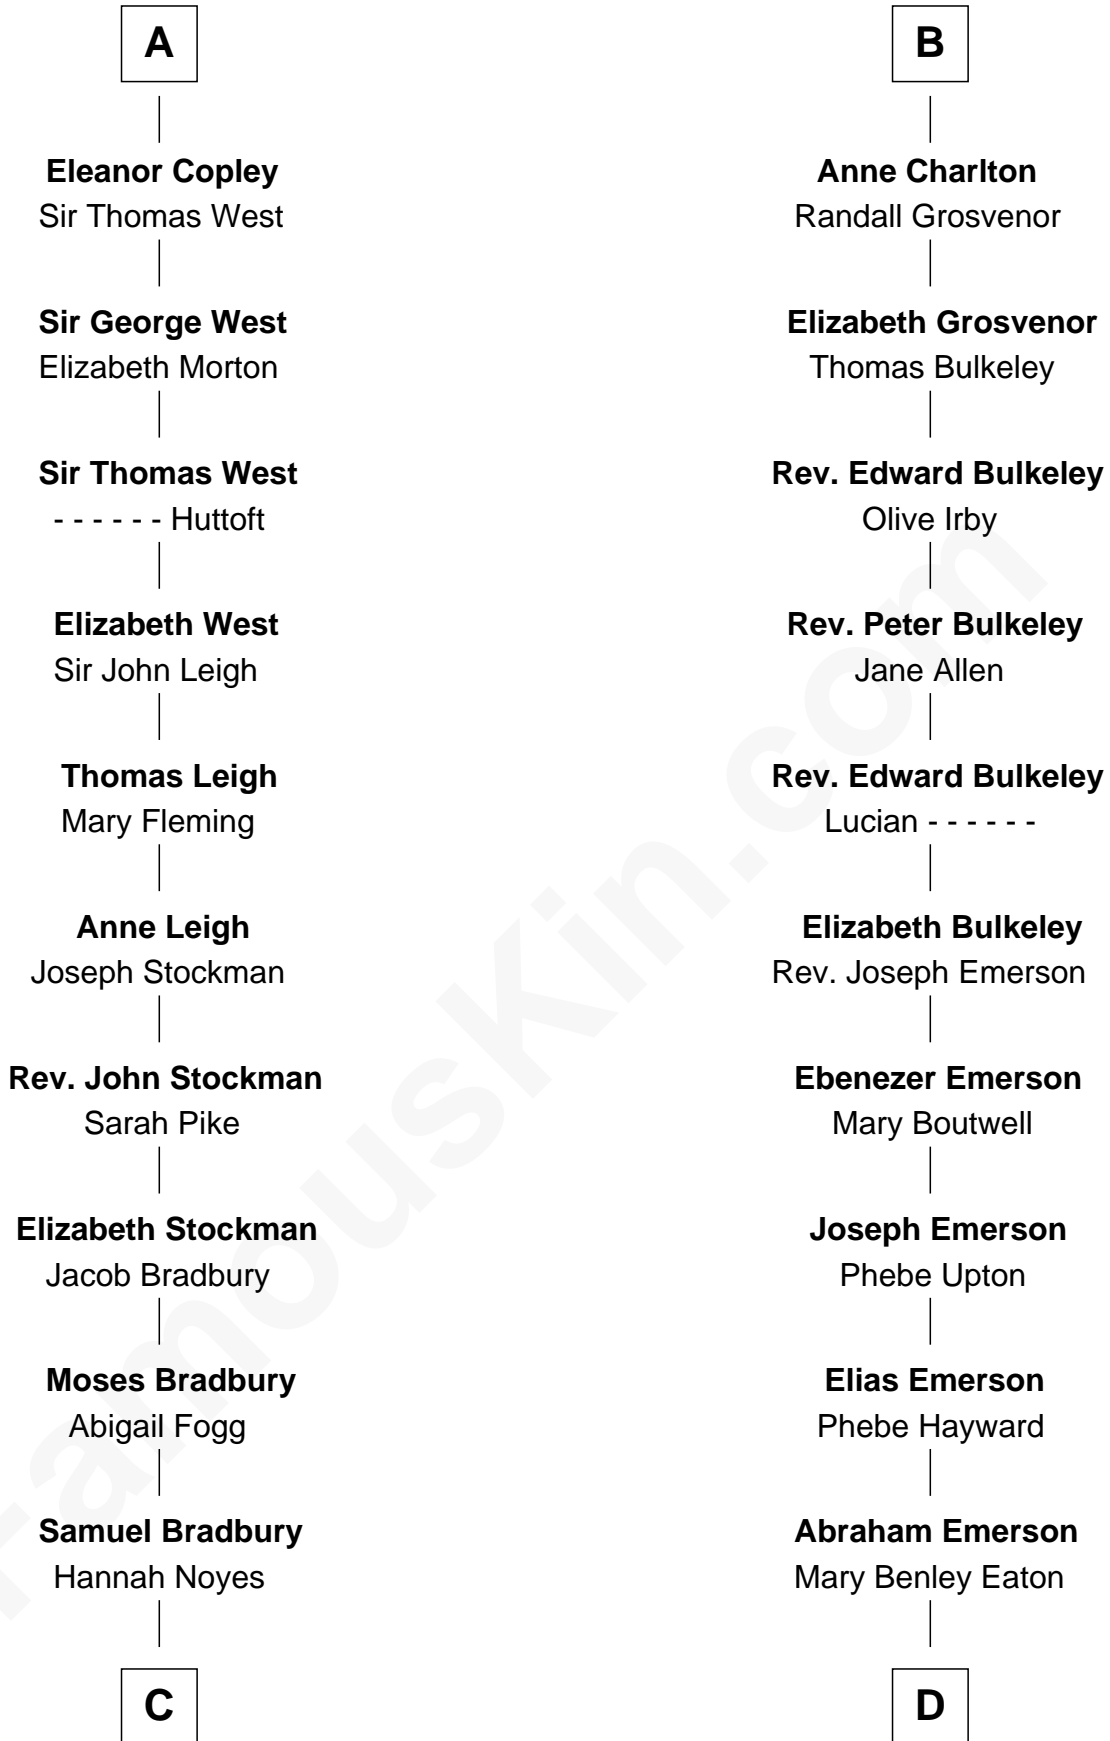 A
Eleanor Copley
Sir Thomas West
Sir George West
Elizabeth Morton
Sir Thomas West
- - - - - - Huttoft
Elizabeth West
Sir John Leigh
Thomas Leigh
Mary Fleming
Anne Leigh
Joseph Stockman
Rev. John Stockman
Sarah Pike
Elizabeth Stockman
Jacob Bradbury
Moses Bradbury
Abigail Fogg
Samuel Bradbury
Hannah Noyes
C
B
Anne Charlton
Randall Grosvenor
Elizabeth Grosvenor
Thomas Bulkeley
Rev. Edward Bulkeley
Olive Irby
Rev. Peter Bulkeley
Jane Allen
Rev. Edward Bulkeley
Lucian - - - - - -
Elizabeth Bulkeley
Rev. Joseph Emerson
Ebenezer Emerson
Mary Boutwell
Joseph Emerson
Phebe Upton
Elias Emerson
Phebe Hayward
Abraham Emerson
Mary Benley Eaton
D
FamousKin.com